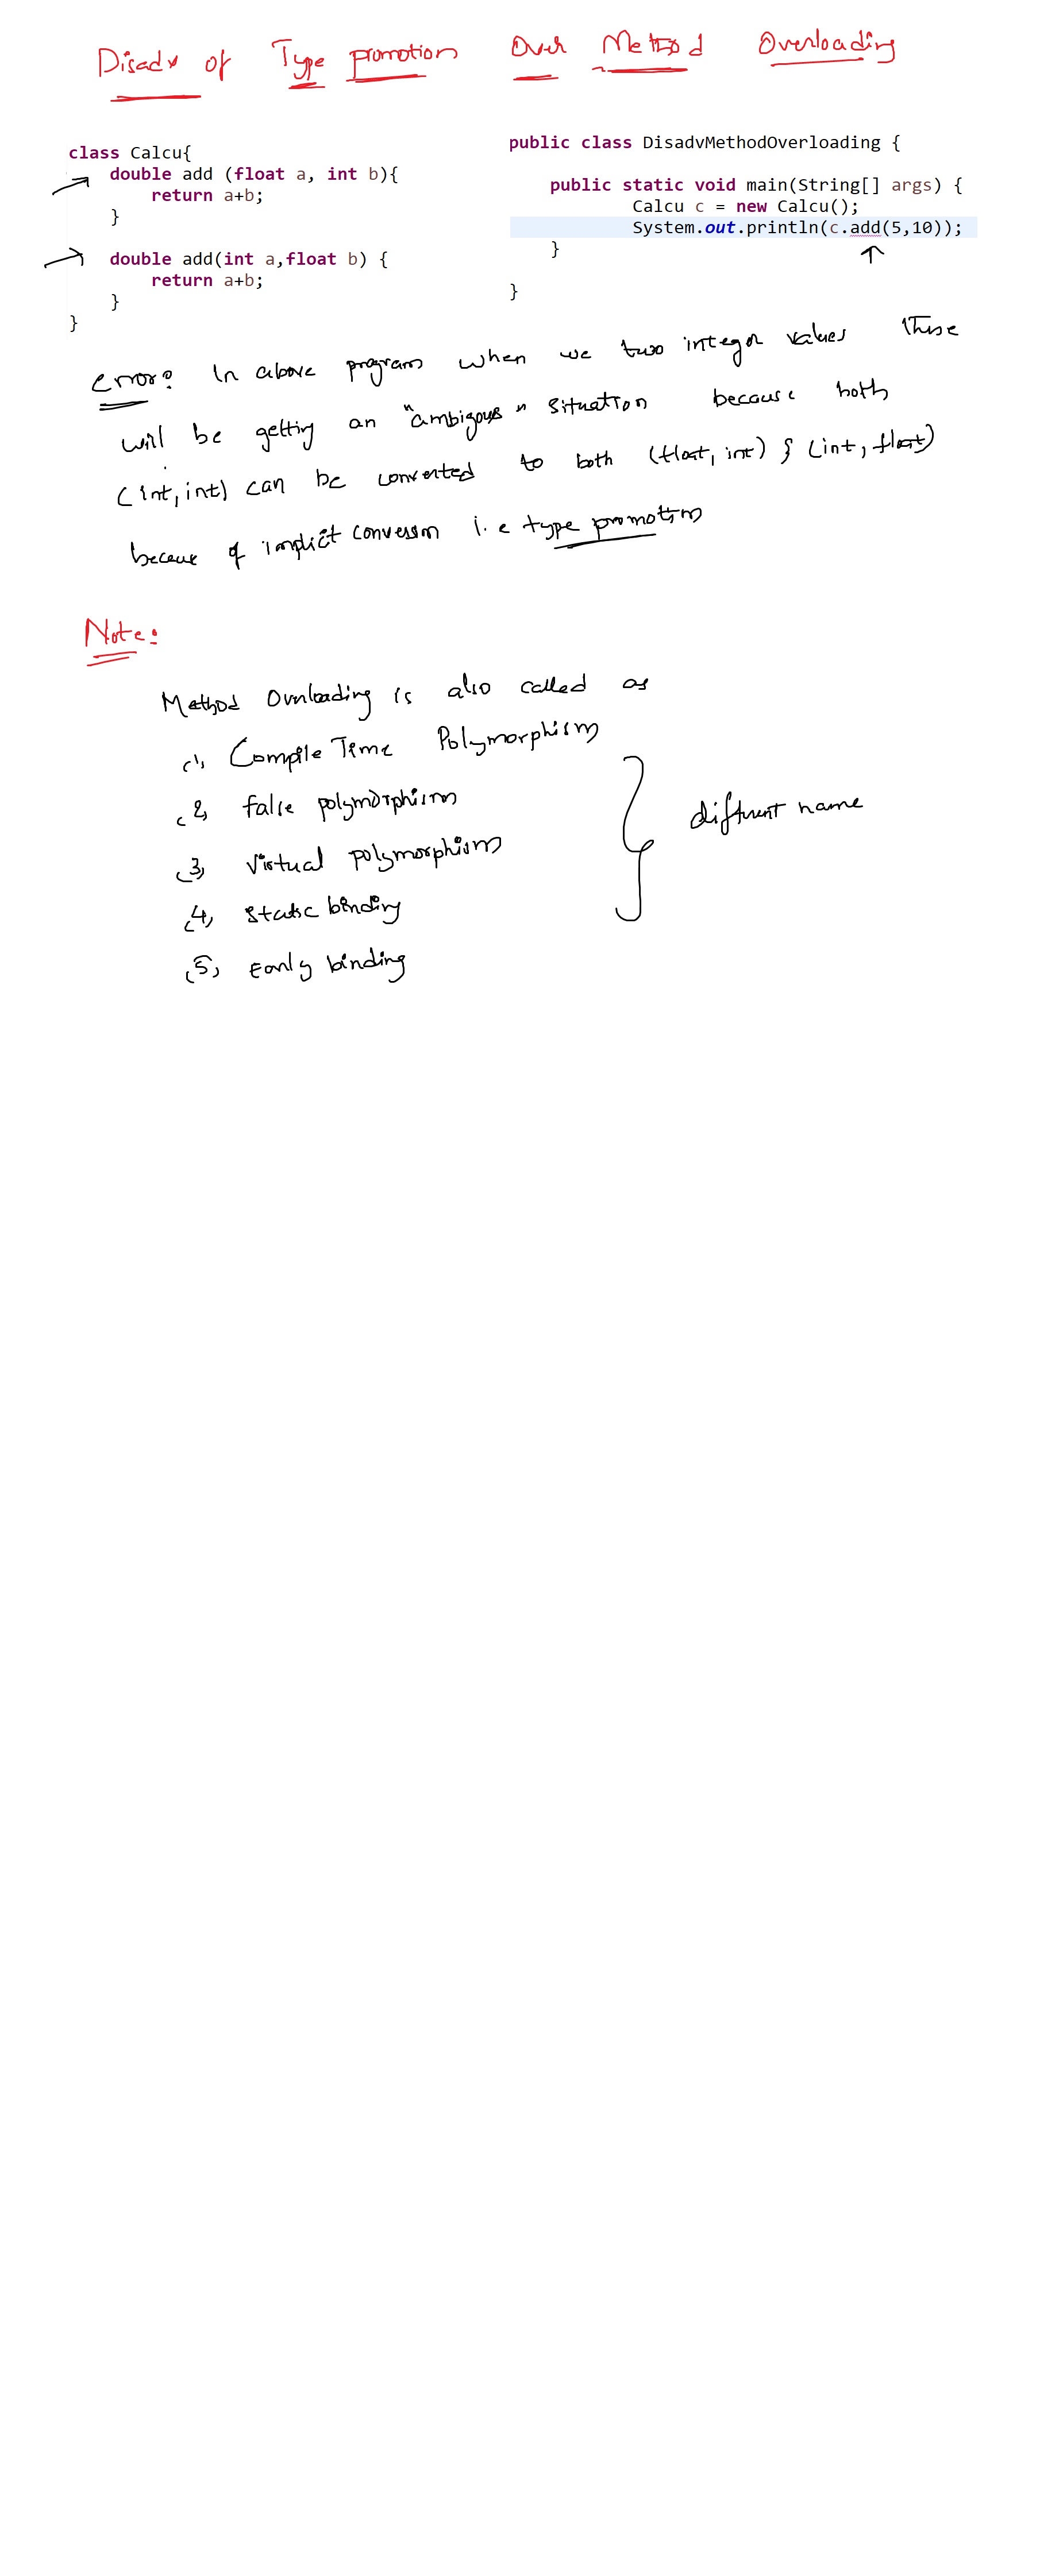 Disadv of Type promotion Over Method Overloading
class Calcu{
double add (float a, int b){
return a+b;
}
double add(int a,float b) {
return a+b;
}
}
public class DisadvMethodOverloading {
public static void main(String[] args) {
Calcu c = new Calcu();
System.out.println(c.add(5,10));
}
}
error: In above program when we two integer values these
will be getting an "ambigous" situation because both
(int,int) can be converted to both (float, int) & (int, float)
because of implicit conversion i.e type promotion
Note:
Method Overloading is also called as
(1) Compile Time Polymorphism
(2) false polymorphism
(3) Virtual polymorphism
(4) static binding
(5) Early binding
different name